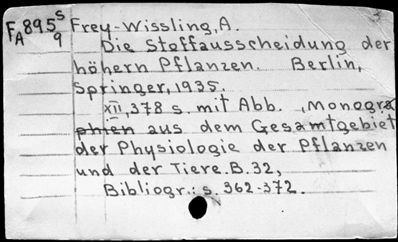 3
FA 895 s/9 Frey-Wissling, A.
Die Stoffausscheidung der
höhern Pflanzen. Berlin,
Springer, 1935.
XII, 378 s. mit Abb. „Monogra
phien aus dem Gesamtgebiet
der Physiologie der Pflanzen
und der Tiere. B. 32,
Bibliogr.: s. 362-372.